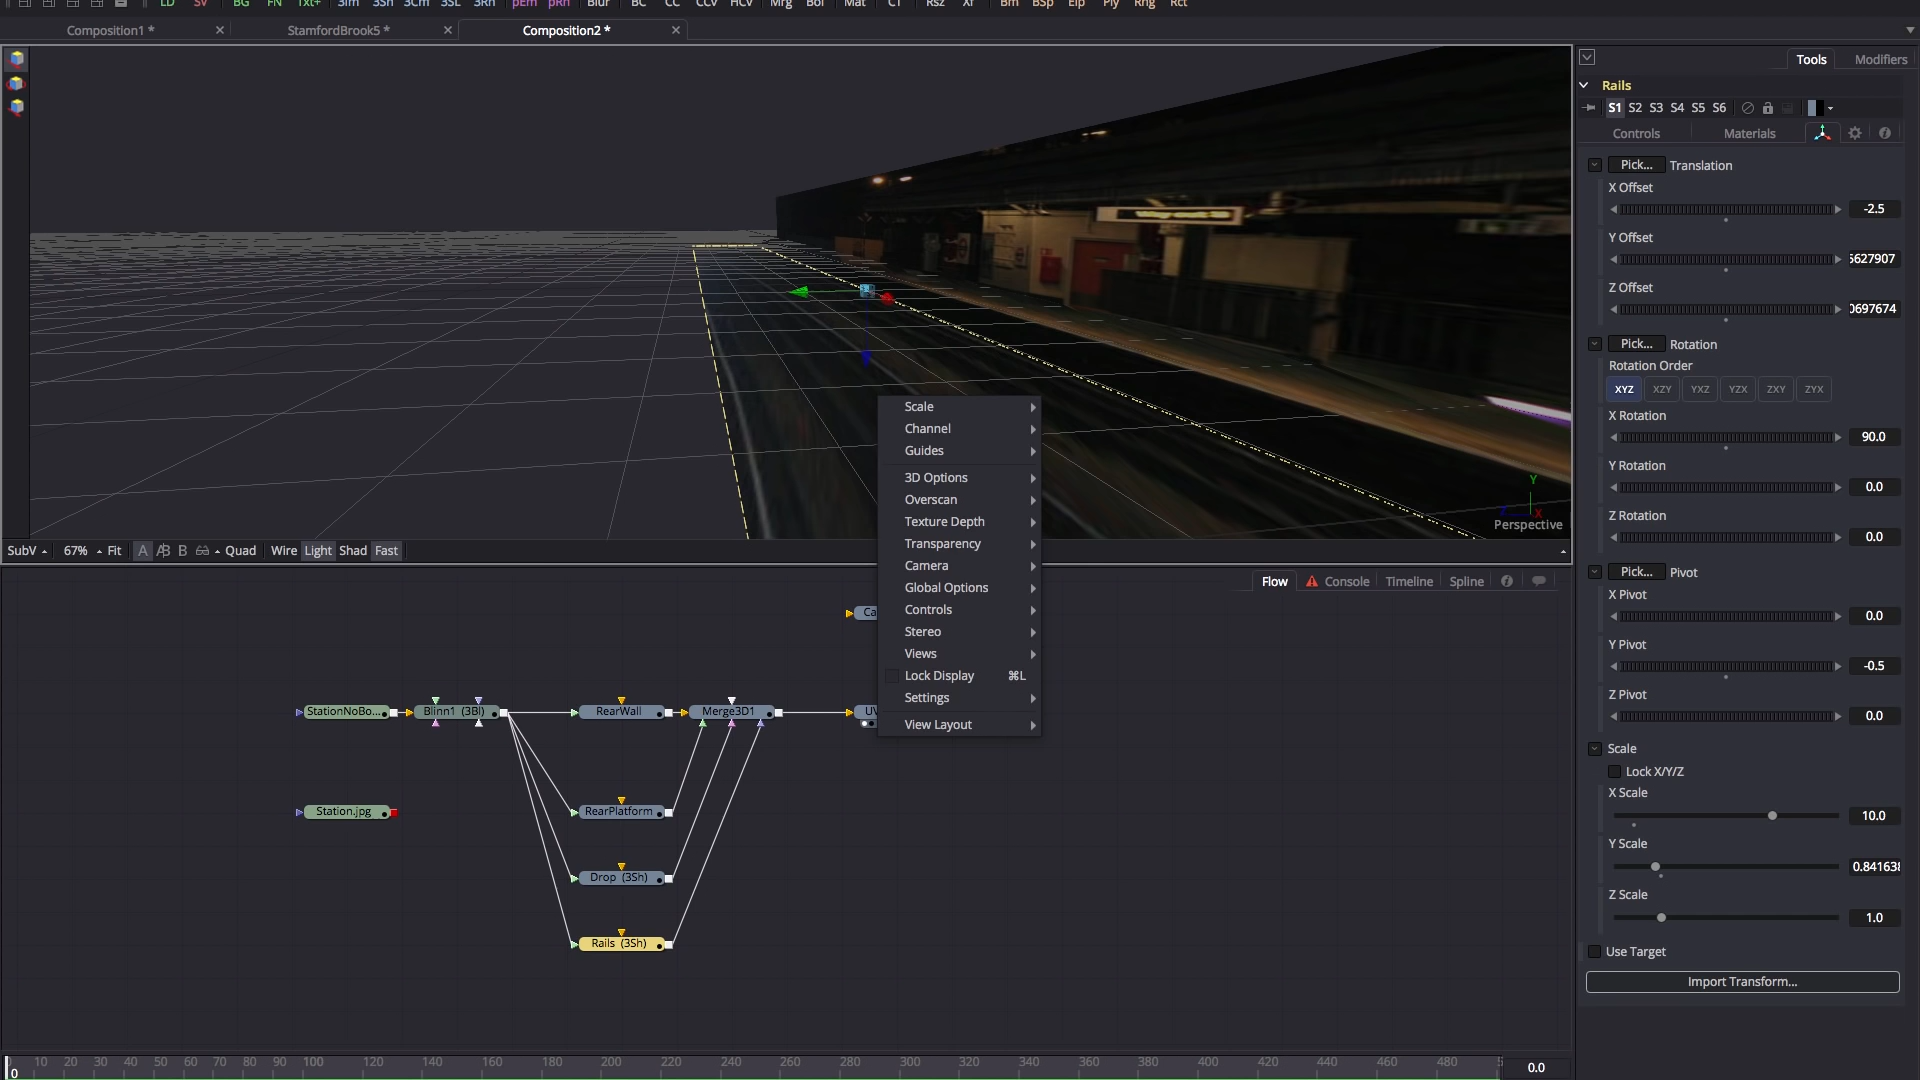 LD SV BG FN Txt+ 3Im 3Sh 3Cm 3SL 3Rn pEm pRn Blur BC CC CCv HCv Mrg Bol Mat CT Rsz Xf Bm BSp Elp Ply Rng Rct
Composition1 *
StamfordBrook5 *
Composition2 *
Tools
Modifiers
Rails
S1 S2 S3 S4 S5 S6
Controls
Materials
Pick... Translation
X Offset
-2.5
Y Offset
5627907
Z Offset
0697674
Pick... Rotation
Rotation Order
XYZ XZY YXZ YZX ZXY ZYX
X Rotation
90.0
Y Rotation
0.0
Z Rotation
0.0
Pick... Pivot
X Pivot
0.0
Y Pivot
-0.5
Z Pivot
0.0
Scale
Lock X/Y/Z
X Scale
10.0
Y Scale
0.841638
Z Scale
1.0
Use Target
Import Transform...
Y
Z X
Perspective
SubV 67% Fit A A/B B Quad Wire Light Shad Fast
Scale
Channel
Guides
3D Options
Overscan
Texture Depth
Transparency
Camera
Global Options
Controls
Stereo
Views
Lock Display ⌘L
Settings
View Layout
Flow
Console
Timeline
Spline
Ca
StationNoBo...
Blinn1 (3Bl)
RearWall
Merge3D1
UV
Station.jpg
RearPlatform
Drop (3Sh)
Rails (3Sh)
10 20 30 40 50 60 70 80 90 100 120 140 160 180 200 220 240 260 280 300 320 340 360 380 400 420 440 460 480
0
0.0